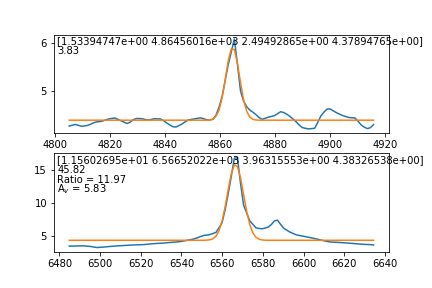 [1.53394747e+00 4.86456016e+03 2.49492865e+00 4.37894765e+00]
3.83
6
5
4800 4820 4840 4860 4880 4900 4920
[1.15602695e+01 6.56652022e+03 3.96315553e+00 4.38326538e+00]
45.82
Ratio = 11.97
Aᵥ = 5.83
15
10
5
6480 6500 6520 6540 6560 6580 6600 6620 6640